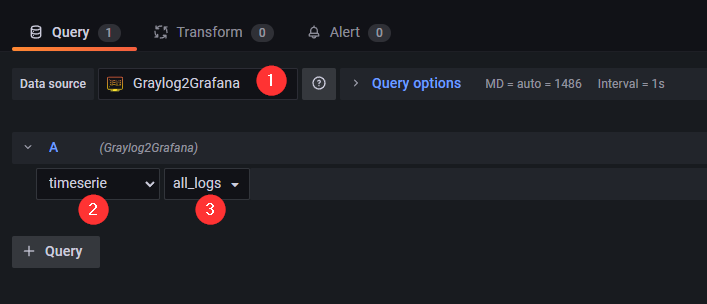 Query 1 Transform 0 Alert 0
Data source Graylog2Grafana 1 Query options MD = auto = 1486 Interval = 1s
A (Graylog2Grafana)
timeserie all_logs
2 3
+ Query